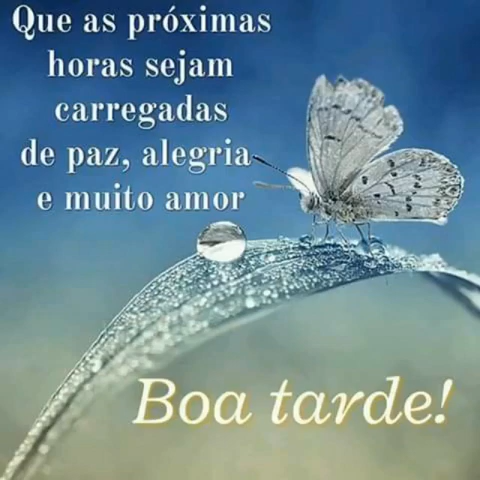 Que as próximas
horas sejam
carregadas
de paz, alegria
e muito amor
Boa tarde!